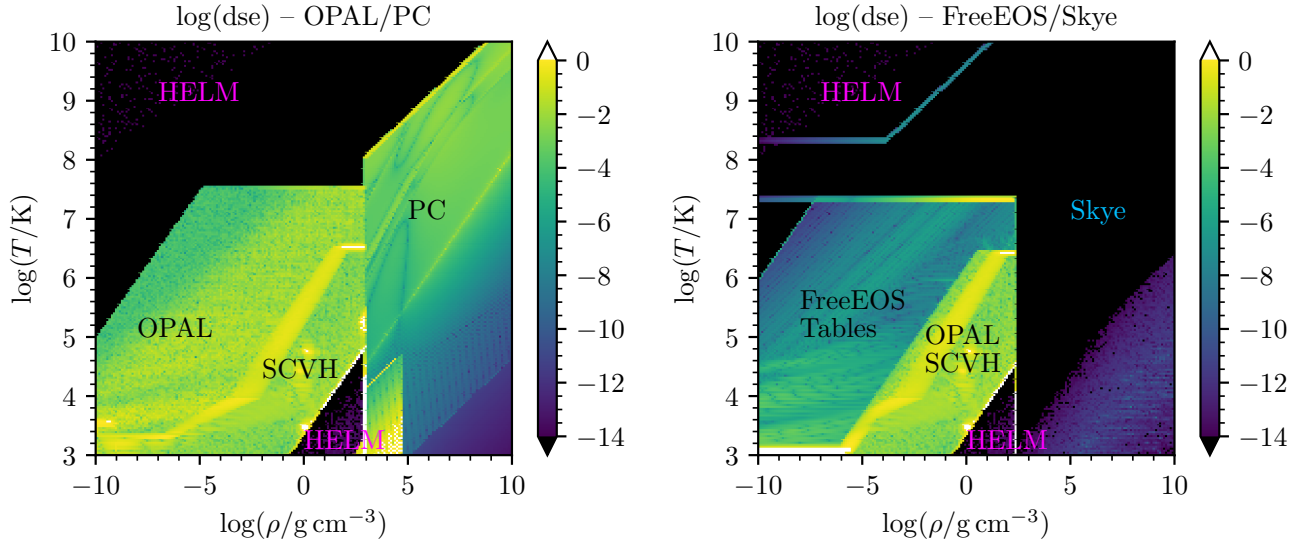 log(dse) – OPAL/PC
log(dse) – FreeEOS/Skye
10
9
8
7
6
5
4
3
log(T/K)
−10
−5
0
5
10
log(ρ/g cm⁻³)
HELM
PC
OPAL
SCVH
HELM
0
−2
−4
−6
−8
−10
−12
−14
10
9
8
7
6
5
4
3
log(T/K)
−10
−5
0
5
10
log(ρ/g cm⁻³)
HELM
Skye
FreeEOS
Tables
OPAL
SCVH
HELM
0
−2
−4
−6
−8
−10
−12
−14